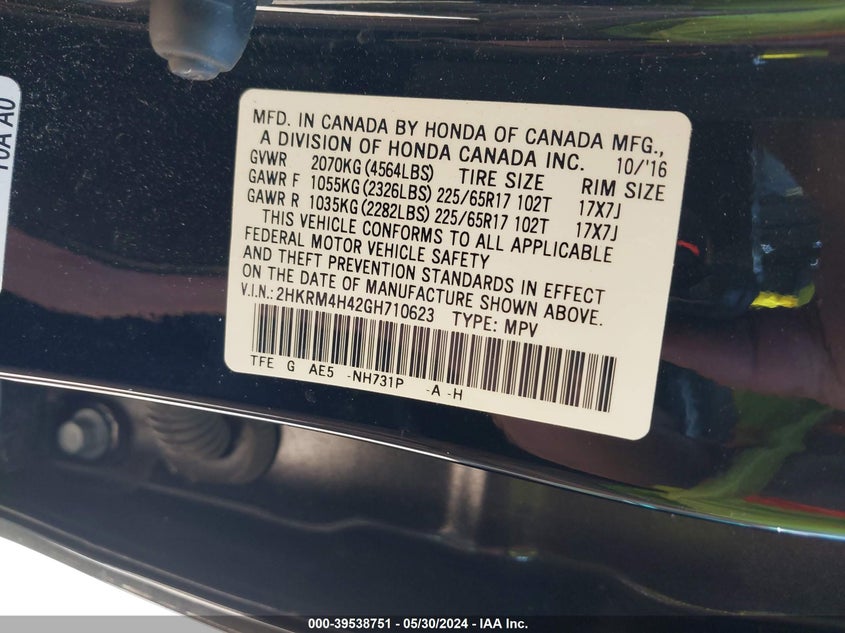 MFD. IN CANADA BY HONDA OF CANADA MFG.,
A DIVISION OF HONDA CANADA INC. 10/'16
GVWR 2070KG(4564LBS) TIRE SIZE RIM SIZE
GAWR F 1055KG(2326LBS) 225/65R17 102T 17X7J
GAWR R 1035KG(2282LBS) 225/65R17 102T 17X7J
THIS VEHICLE CONFORMS TO ALL APPLICABLE
FEDERAL MOTOR VEHICLE SAFETY
AND THEFT PREVENTION STANDARDS IN EFFECT
ON THE DATE OF MANUFACTURE SHOWN ABOVE.
V.I.N.:2HKRM4H42GH710623 TYPE: MPV
TFE G AE5 -NH731P -A -H
000-39538751 - 05/30/2024 - IAA Inc.